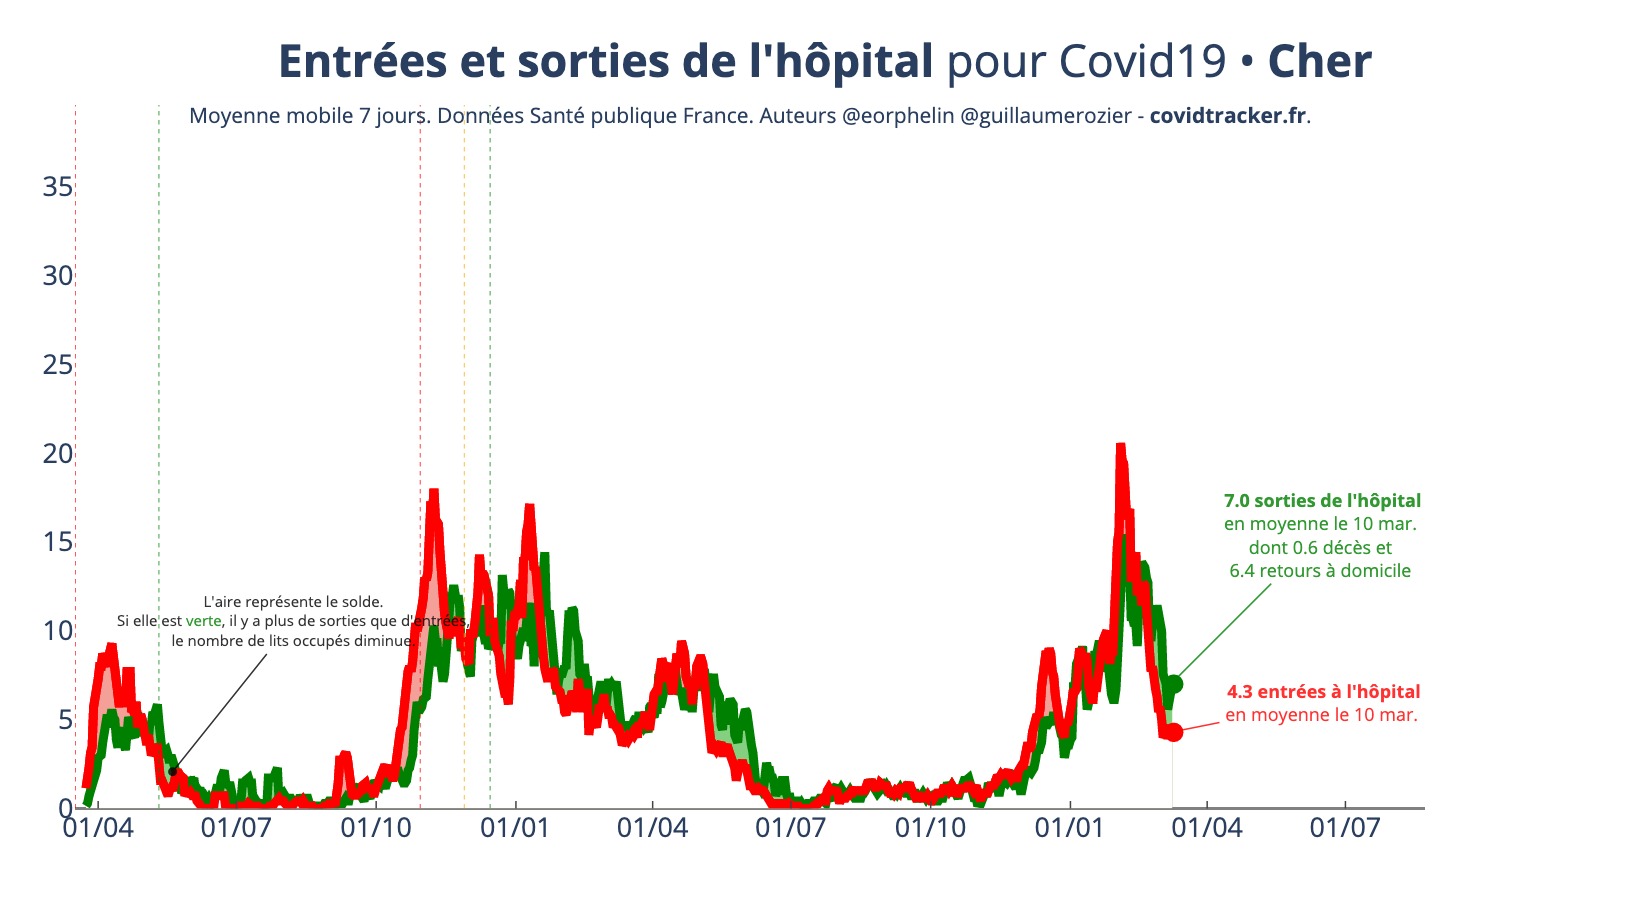 Entrées et sorties de l'hôpital pour Covid19 • Cher
Moyenne mobile 7 jours. Données Santé publique France. Auteurs @eorphelin @guillaumerozier - covidtracker.fr.
35
30
25
20
15
10
5
0
7.0 sorties de l'hôpital
en moyenne le 10 mar.
dont 0.6 décès et
6.4 retours à domicile
L'aire représente le solde.
Si elle est verte, il y a plus de sorties que d'entrées,
le nombre de lits occupés diminue.
4.3 entrées à l'hôpital
en moyenne le 10 mar.
01/04 01/07 01/10 01/01 01/04 01/07 01/10 01/01 01/04 01/07